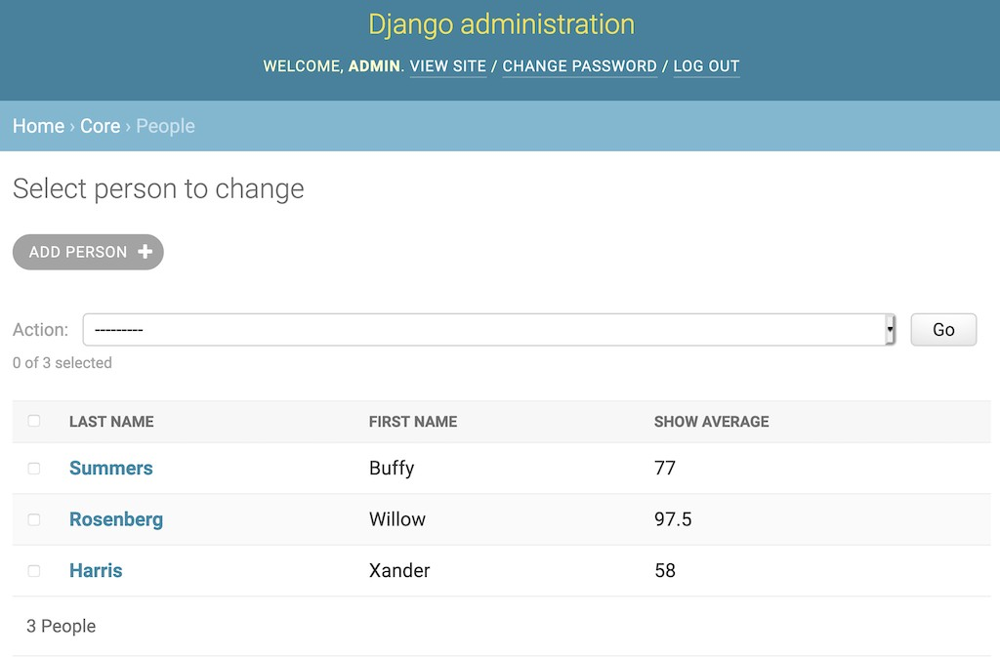 Django administration
WELCOME, ADMIN. VIEW SITE / CHANGE PASSWORD / LOG OUT
Home › Core › People
Select person to change
ADD PERSON +
Action: --------- Go
0 of 3 selected
LAST NAME FIRST NAME SHOW AVERAGE
Summers Buffy 77
Rosenberg Willow 97.5
Harris Xander 58
3 People